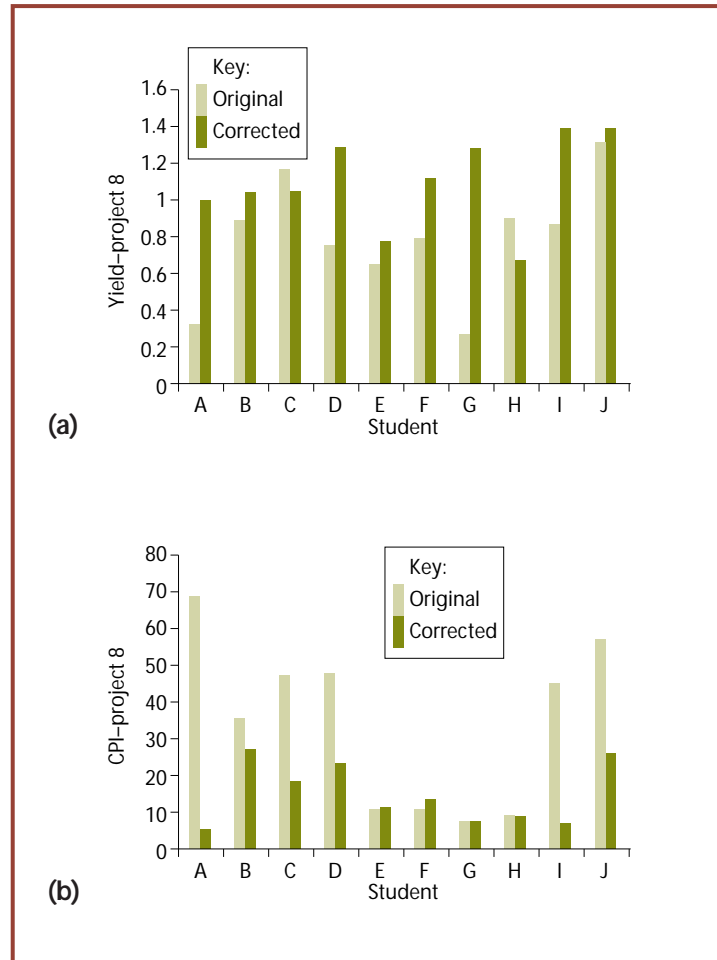 Key:
Original
Corrected
1.6
1.4
1.2
1
0.8
0.6
0.4
0.2
0
Yield–project 8
A B C D E F G H I J
Student
(a)
80
70
60
50
40
30
20
10
0
CPI–project 8
Key:
Original
Corrected
A B C D E F G H I J
Student
(b)